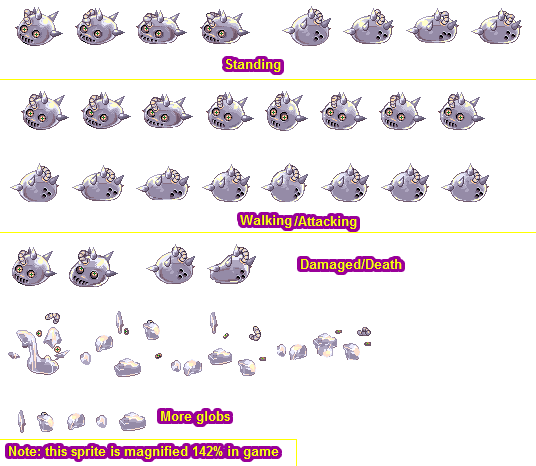 Standing
Walking/Attacking
Damaged/Death
More globs
Note: this sprite is magnified 142% in game